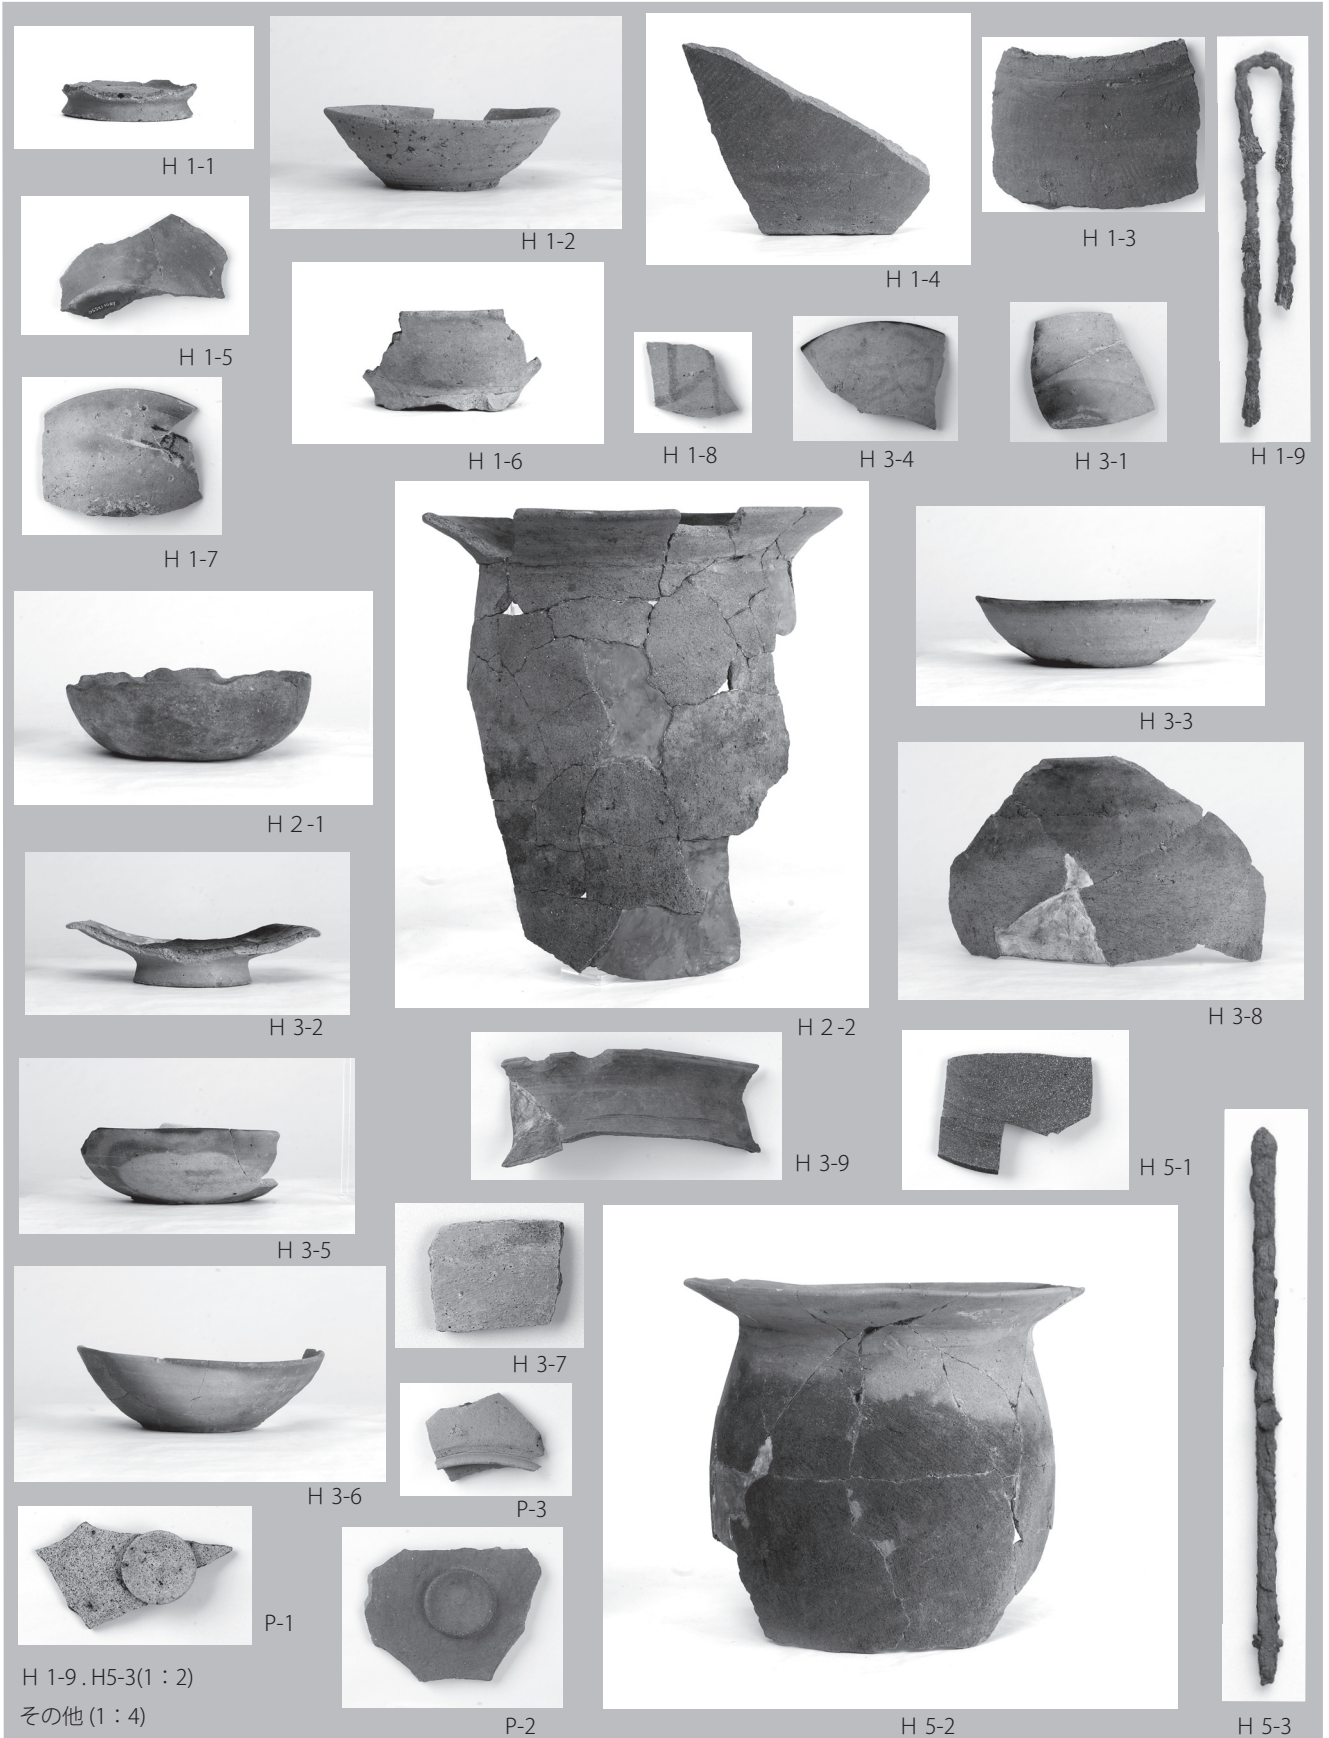 H 1-1
H 1-2
H 1-4
H 1-3
H 1-5
H 1-6
H 1-8
H 3-4
H 3-1
H 1-9
H 1-7
H 2-1
H 3-3
H 3-2
H 2-2
H 3-8
H 3-9
H 5-1
H 3-5
H 3-7
H 3-6
P-3
P-1
H 1-9 . H5-3(1：2)
その他 (1：4)
P-2
H 5-2
H 5-3